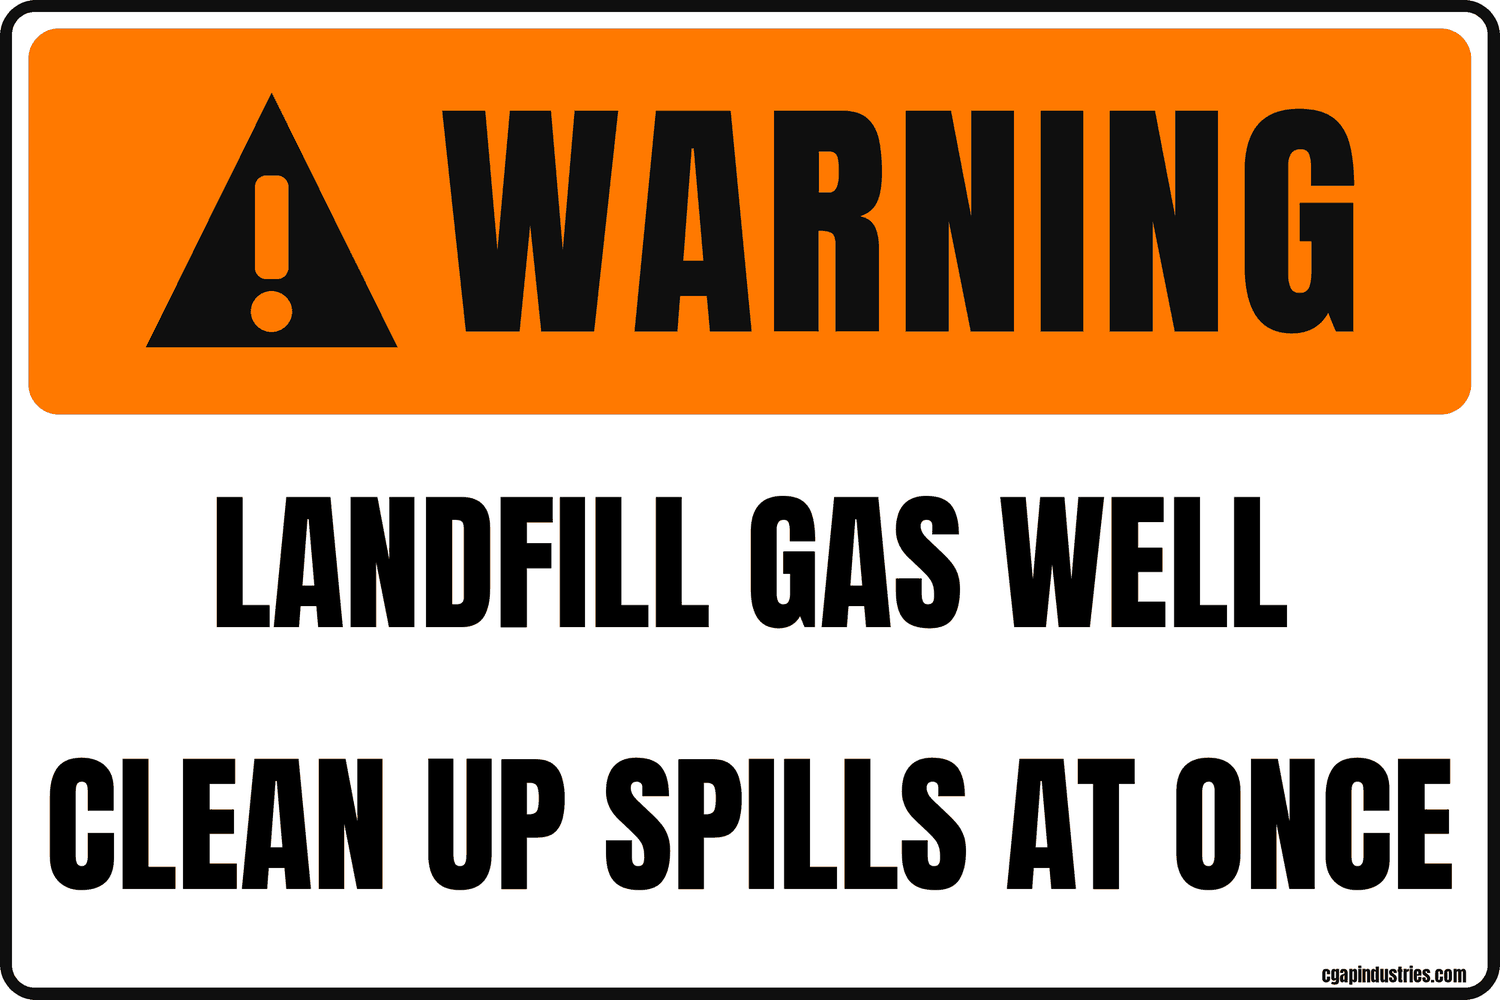 WARNING
LANDFILL GAS WELL
CLEAN UP SPILLS AT ONCE
cgapindustries.com